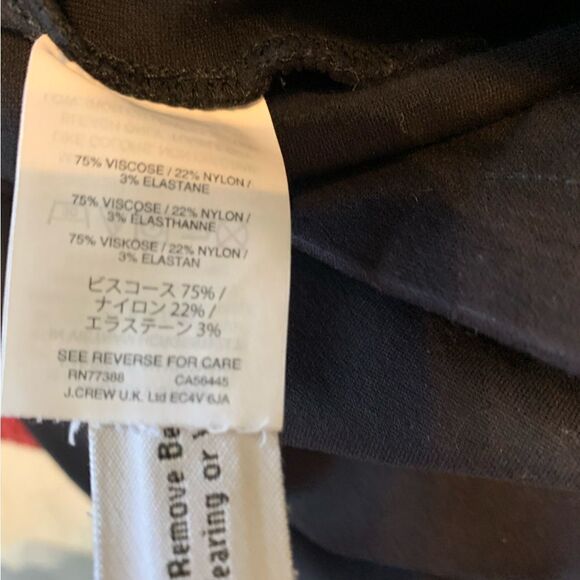 75% VISCOSE / 22% NYLON /
3% ELASTANE
75% VISCOSE / 22% NYLON /
3% ELASTHANNE
75% VISKOSE / 22% NYLON /
3% ELASTAN
ビスコース 75% /
ナイロン 22% /
エラステーン 3%
SEE REVERSE FOR CARE
RN77388 CA56445
J.CREW U.K. Ltd EC4V 6JA
Remove Be
earing or